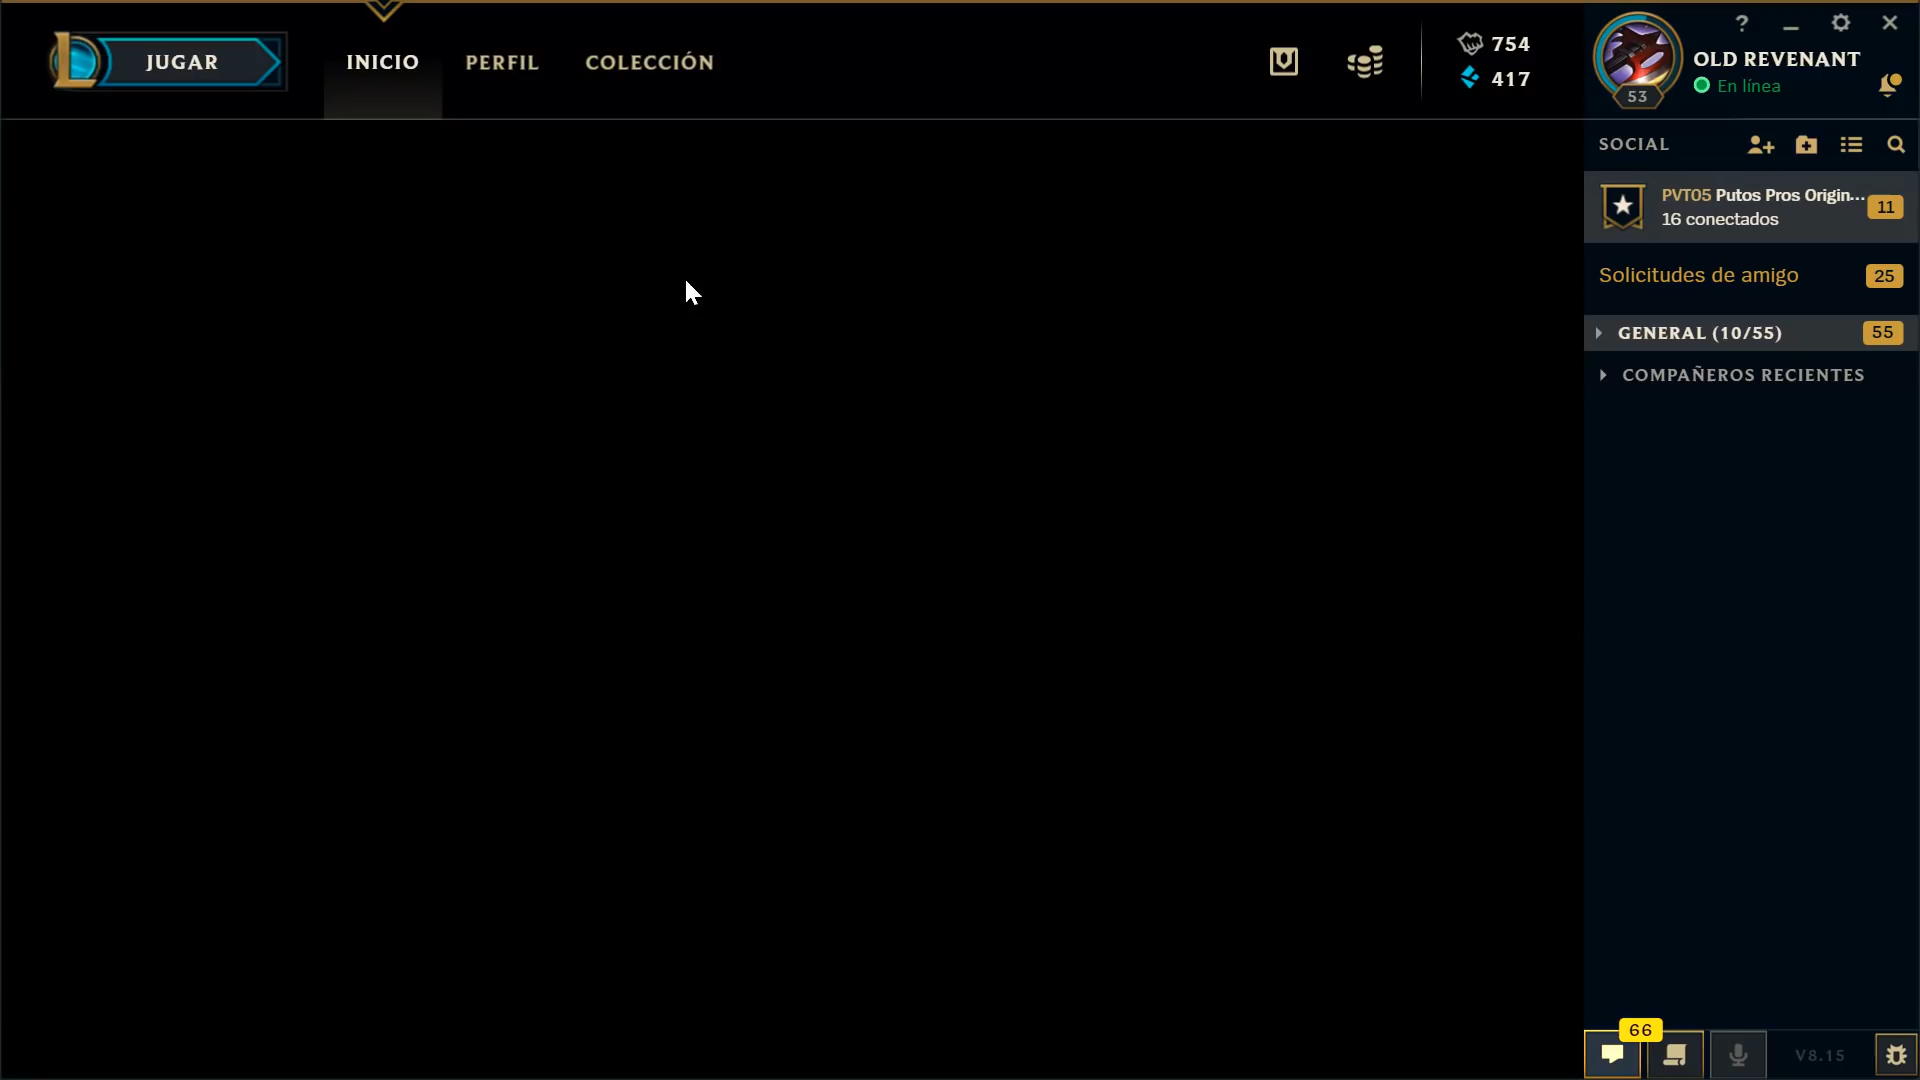 JUGAR
INICIO
PERFIL
COLECCIÓN
754
417
?
OLD REVENANT
En línea
53
SOCIAL
PVT05 Putos Pros Origin...
16 conectados
11
Solicitudes de amigo
25
GENERAL (10/55)
55
COMPAÑEROS RECIENTES
66
V8.15